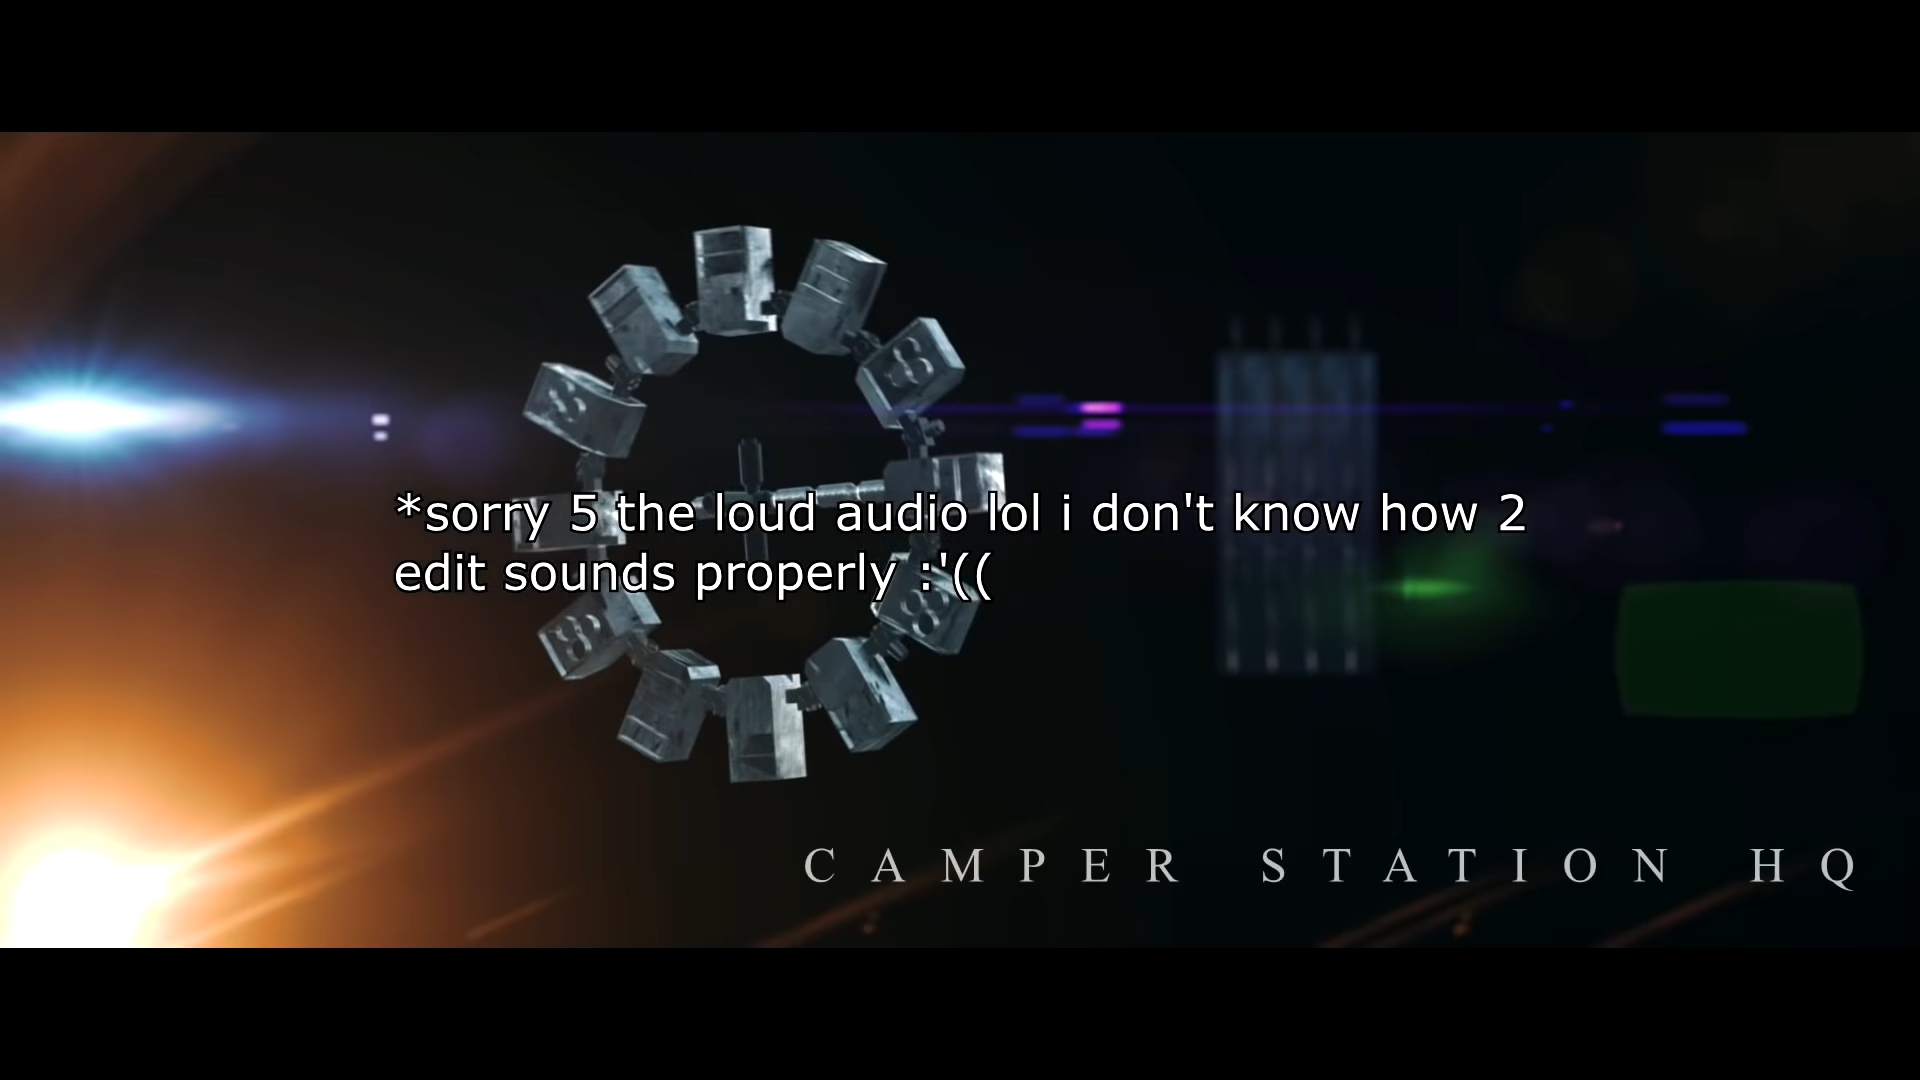 *sorry 5 the loud audio lol i don't know how 2
edit sounds properly :'((
CAMPER STATION HQ